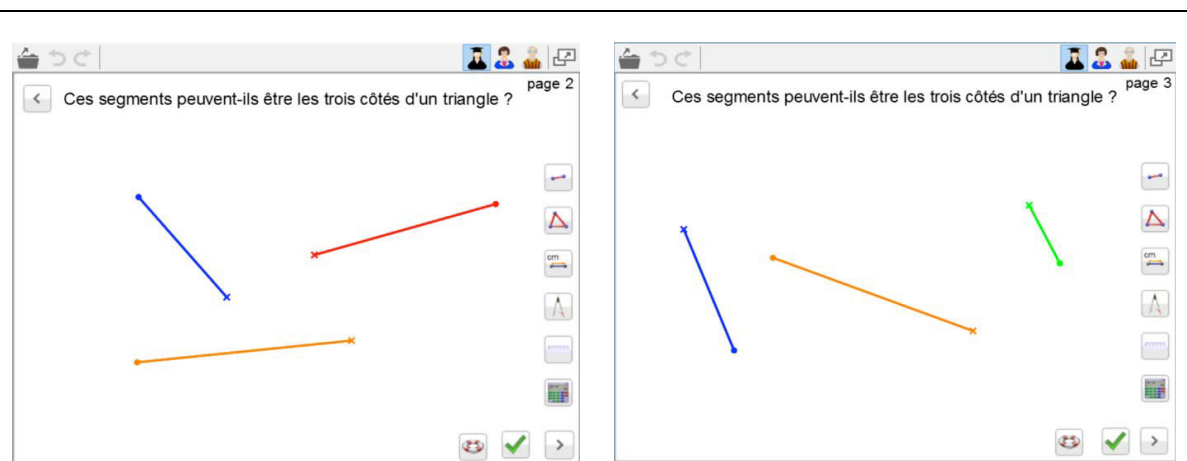 page 2
Ces segments peuvent-ils être les trois côtés d'un triangle ?
cm
page 3
Ces segments peuvent-ils être les trois côtés d'un triangle ?
cm